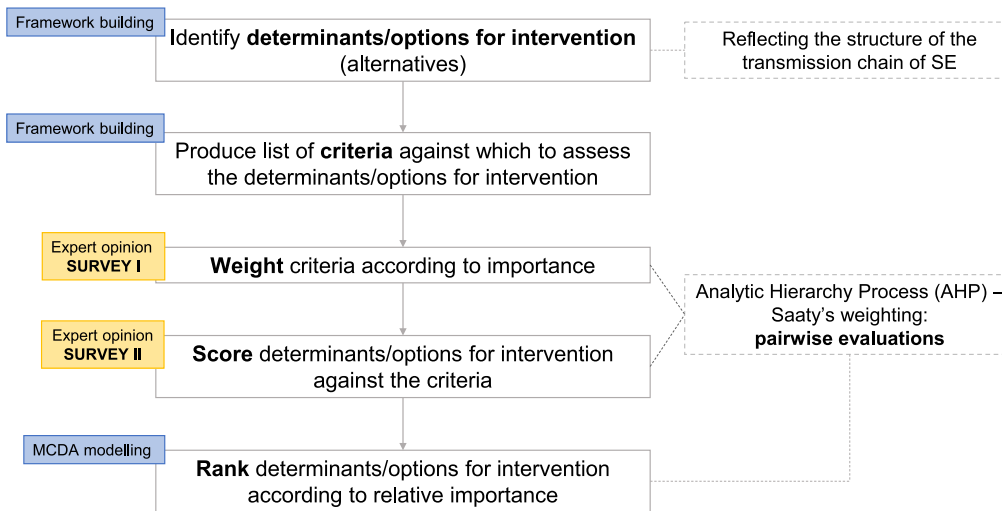 Framework building
Identify determinants/options for intervention
(alternatives)
Reflecting the structure of the
transmission chain of SE
Framework building
Produce list of criteria against which to assess
the determinants/options for intervention
Expert opinion
SURVEY I
Weight criteria according to importance
Analytic Hierarchy Process (AHP) –
Saaty's weighting:
pairwise evaluations
Expert opinion
SURVEY II
Score determinants/options for intervention
against the criteria
MCDA modelling
Rank determinants/options for intervention
according to relative importance